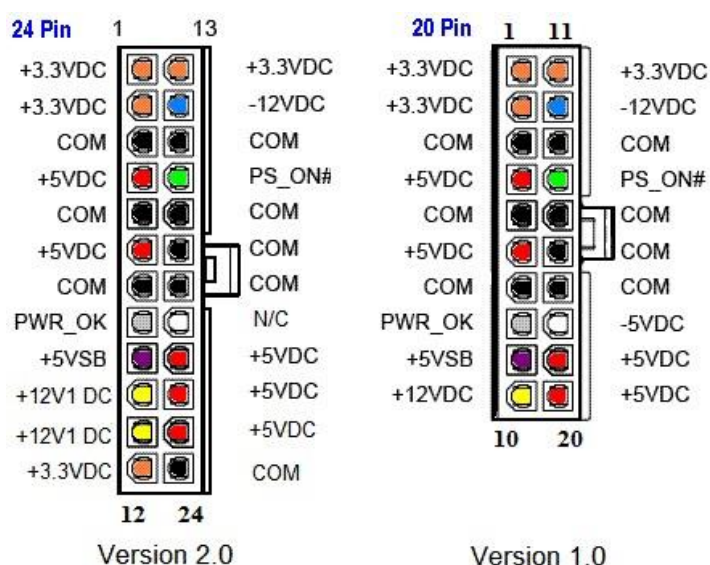 24 Pin 1 13
+3.3VDC +3.3VDC
+3.3VDC -12VDC
COM COM
+5VDC PS_ON#
COM COM
+5VDC COM
COM COM
PWR_OK N/C
+5VSB +5VDC
+12V1 DC +5VDC
+12V1 DC +5VDC
+3.3VDC COM
12 24
Version 2.0
20 Pin 1 11
+3.3VDC +3.3VDC
+3.3VDC -12VDC
COM COM
+5VDC PS_ON#
COM COM
+5VDC COM
COM COM
PWR_OK -5VDC
+5VSB +5VDC
+12VDC +5VDC
10 20
Version 1.0